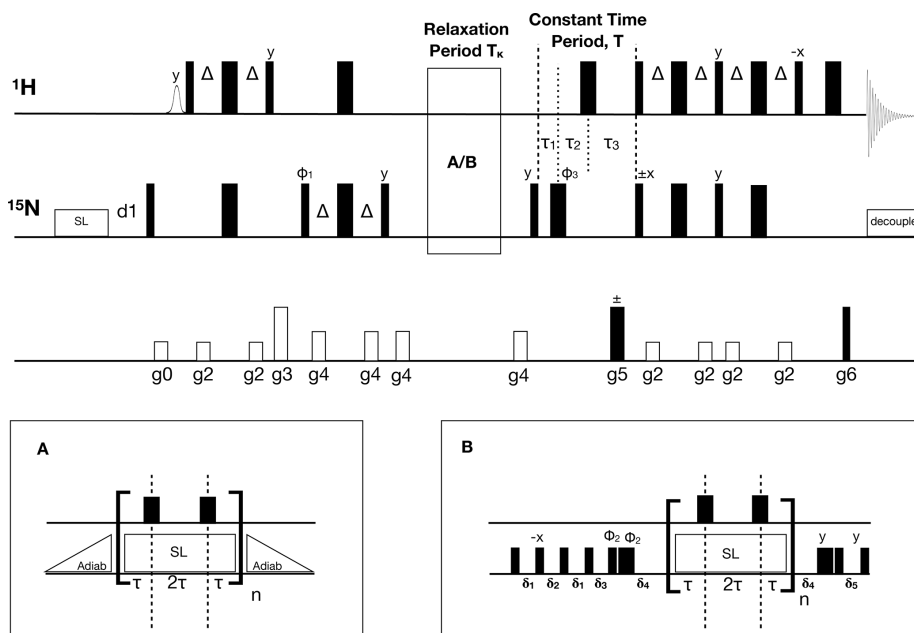 Relaxation
Period Tκ
Constant Time
Period, T
¹H
y
Δ
Δ
y
y
-x
Δ
Δ
Δ
Δ
A/B
τ₁
τ₂
τ₃
¹⁵N
SL
d1
Φ₁
Δ
Δ
y
y
Φ₃
±x
y
decouple
±
g0
g2
g2
g3
g4
g4
g4
g4
g5
g2
g2
g2
g2
g6
A
Adiab
SL
Adiab
τ
2τ
τ
n
B
-x
Φ₂
Φ₂
SL
y
y
δ₁
δ₂
δ₁
δ₃
δ₄
τ
2τ
τ
n
δ₄
δ₅